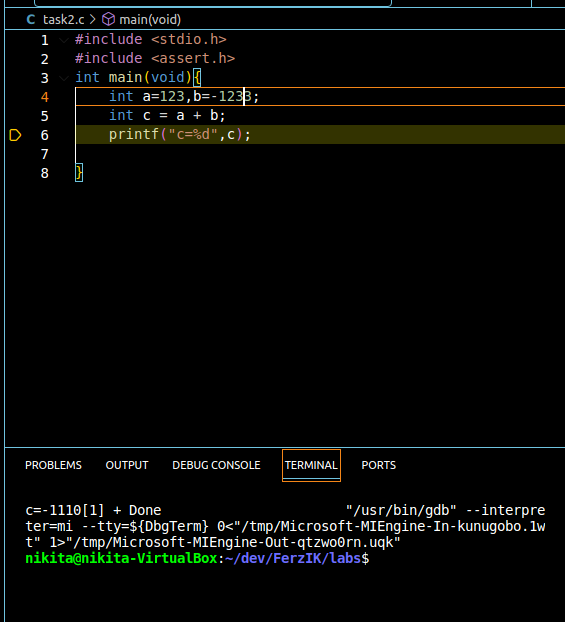 C task2.c > main(void)
1 #include <stdio.h>
2 #include <assert.h>
3 int main(void){
4 int a=123,b=-1233;
5 int c = a + b;
6 printf("c=%d",c);
7
8 }
PROBLEMS OUTPUT DEBUG CONSOLE TERMINAL PORTS
c=-1110[1] + Done "/usr/bin/gdb" --interpre
ter=mi --tty=${DbgTerm} 0<"/tmp/Microsoft-MIEngine-In-kunugobo.1w
t" 1>"/tmp/Microsoft-MIEngine-Out-qtzwo0rn.uqk"
nikita@nikita-VirtualBox:~/dev/FerzIK/labs$